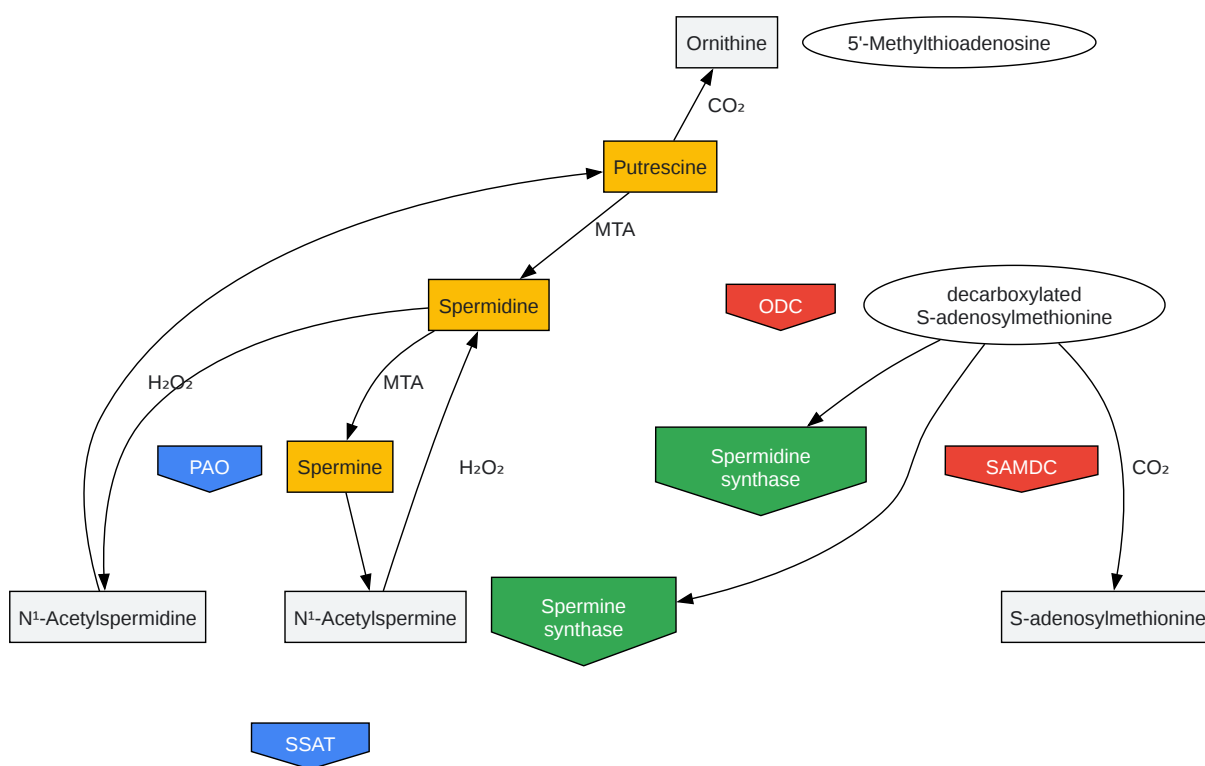 Ornithine
5'-Methylthioadenosine
CO₂
Putrescine
MTA
Spermidine
ODC
decarboxylated
S-adenosylmethionine
H₂O₂
MTA
PAO
Spermine
H₂O₂
Spermidine
synthase
SAMDC
CO₂
N¹-Acetylspermidine
N¹-Acetylspermine
Spermine
synthase
S-adenosylmethionine
SSAT